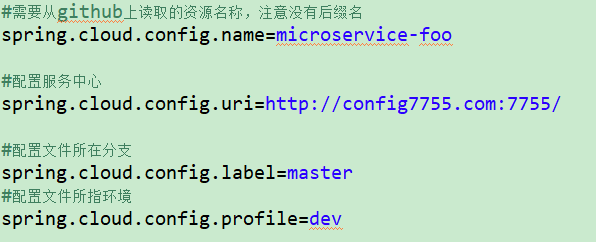 #需要从github上读取的资源名称，注意没有后缀名
spring.cloud.config.name=microservice-foo
#配置服务中心
spring.cloud.config.uri=http://config7755.com:7755/
#配置文件所在分支
spring.cloud.config.label=master
#配置文件所指环境
spring.cloud.config.profile=dev